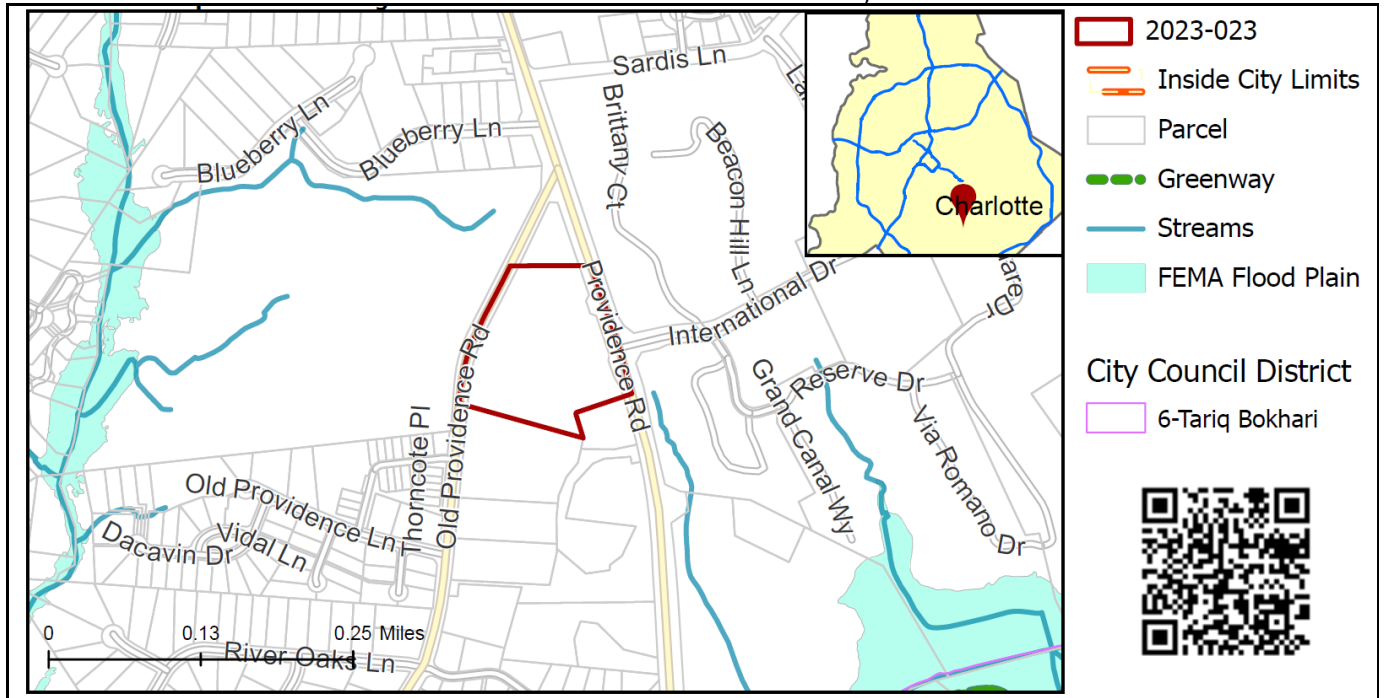 Sardis Ln
Brittany Ct
Blueberry Ln
Blueberry Ln
Beacon Hill Ln
Charlotte
International Dr
Providence Rd
Old Providence Rd
Reserve Dr
Grand Canal Wy
Via Romano Dr
Thorncote Pl
Old Providence Ln
Dacavin Dr
Vidal Ln
River Oaks Ln
0 0.13 0.25 Miles
2023-023
Inside City Limits
Parcel
Greenway
Streams
FEMA Flood Plain
City Council District
6-Tariq Bokhari